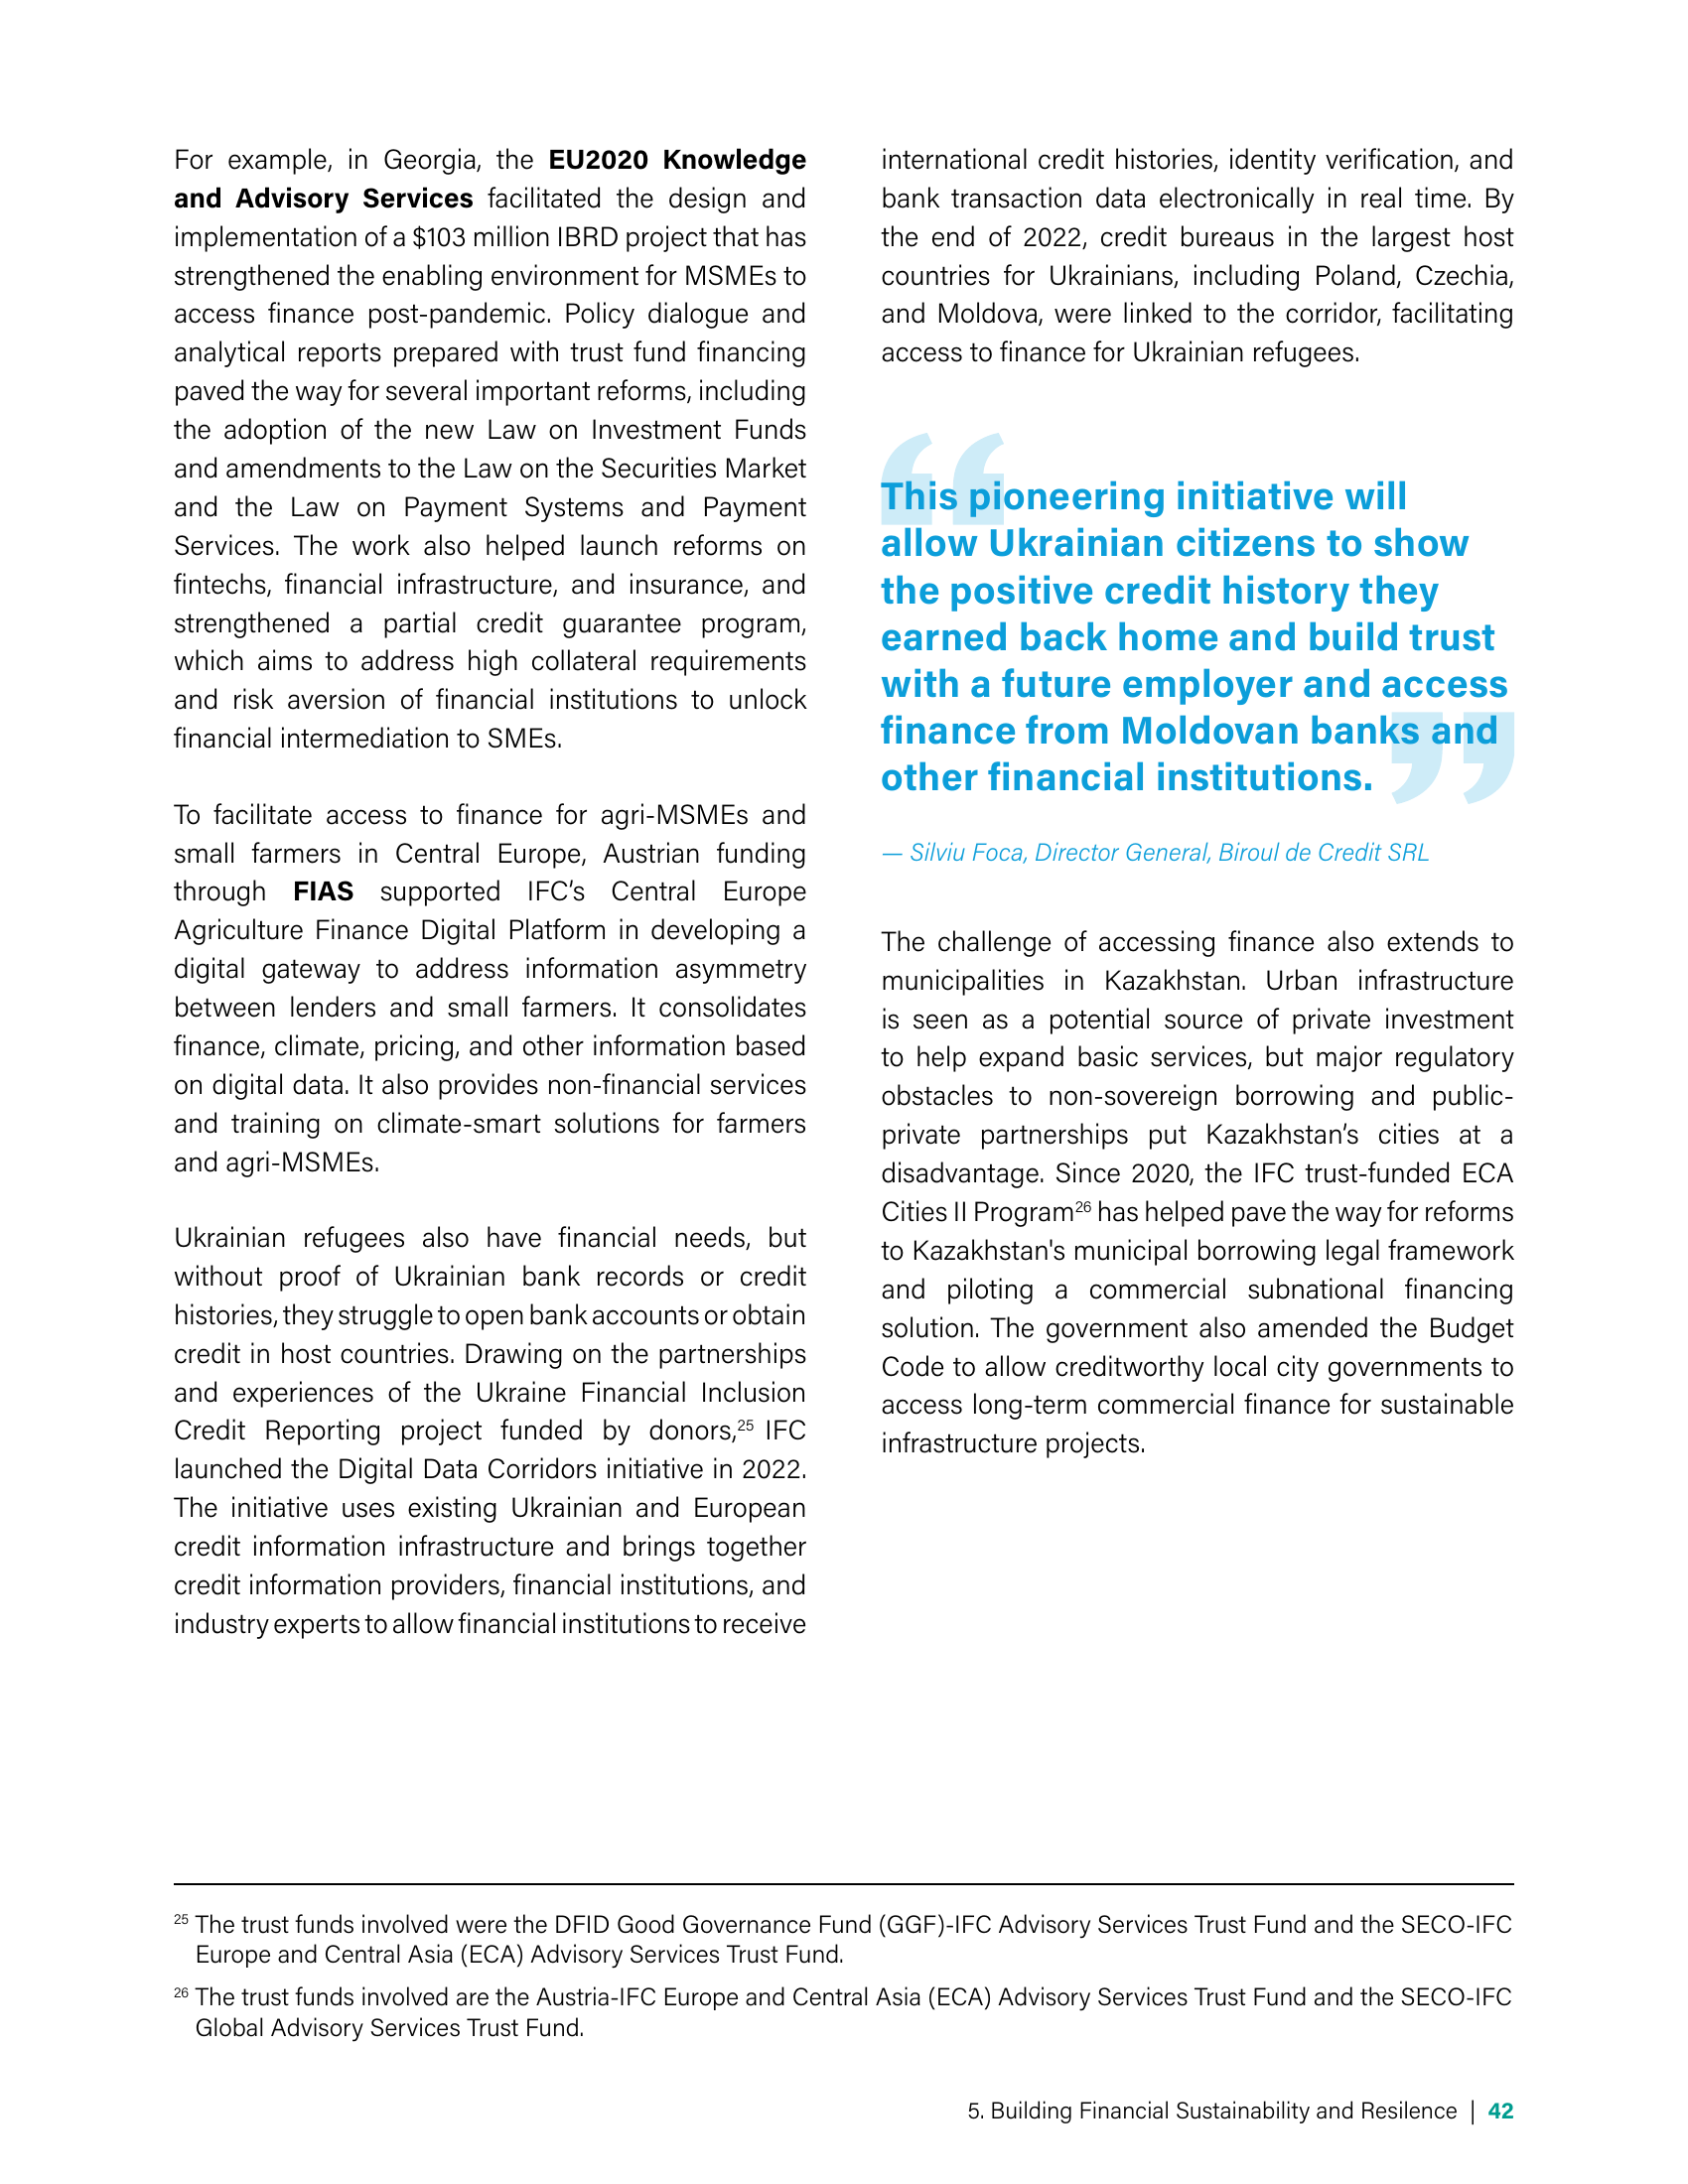 For example, in Georgia, the EU2020 Knowledge
and Advisory Services facilitated the design and
implementation of a $103 million IBRD project that has
strengthened the enabling environment for MSMEs to
access finance post-pandemic. Policy dialogue and
analytical reports prepared with trust fund financing
paved the way for several important reforms, including
the adoption of the new Law on Investment Funds
and amendments to the Law on the Securities Market
and the Law on Payment Systems and Payment
Services. The work also helped launch reforms on
fintechs, financial infrastructure, and insurance, and
strengthened a partial credit guarantee program,
which aims to address high collateral requirements
and risk aversion of financial institutions to unlock
financial intermediation to SMEs.
To facilitate access to finance for agri-MSMEs and
small farmers in Central Europe, Austrian funding
through FIAS supported IFC’s Central Europe
Agriculture Finance Digital Platform in developing a
digital gateway to address information asymmetry
between lenders and small farmers. It consolidates
finance, climate, pricing, and other information based
on digital data. It also provides non-financial services
and training on climate-smart solutions for farmers
and agri-MSMEs.
Ukrainian refugees also have financial needs, but
without proof of Ukrainian bank records or credit
histories, they struggle to open bank accounts or obtain
credit in host countries. Drawing on the partnerships
and experiences of the Ukraine Financial Inclusion
Credit Reporting project funded by donors,25 IFC
launched the Digital Data Corridors initiative in 2022.
The initiative uses existing Ukrainian and European
credit information infrastructure and brings together
credit information providers, financial institutions, and
industry experts to allow financial institutions to receive
international credit histories, identity verification, and
bank transaction data electronically in real time. By
the end of 2022, credit bureaus in the largest host
countries for Ukrainians, including Poland, Czechia,
and Moldova, were linked to the corridor, facilitating
access to finance for Ukrainian refugees.
“This pioneering initiative will
allow Ukrainian citizens to show
the positive credit history they
earned back home and build trust
with a future employer and access
finance from Moldovan banks and
other financial institutions.”
— Silviu Foca, Director General, Biroul de Credit SRL
The challenge of accessing finance also extends to
municipalities in Kazakhstan. Urban infrastructure
is seen as a potential source of private investment
to help expand basic services, but major regulatory
obstacles to non-sovereign borrowing and public-
private partnerships put Kazakhstan’s cities at a
disadvantage. Since 2020, the IFC trust-funded ECA
Cities II Program26 has helped pave the way for reforms
to Kazakhstan's municipal borrowing legal framework
and piloting a commercial subnational financing
solution. The government also amended the Budget
Code to allow creditworthy local city governments to
access long-term commercial finance for sustainable
infrastructure projects.
25 The trust funds involved were the DFID Good Governance Fund (GGF)-IFC Advisory Services Trust Fund and the SECO-IFC
Europe and Central Asia (ECA) Advisory Services Trust Fund.
26 The trust funds involved are the Austria-IFC Europe and Central Asia (ECA) Advisory Services Trust Fund and the SECO-IFC
Global Advisory Services Trust Fund.
5. Building Financial Sustainability and Resilence | 42